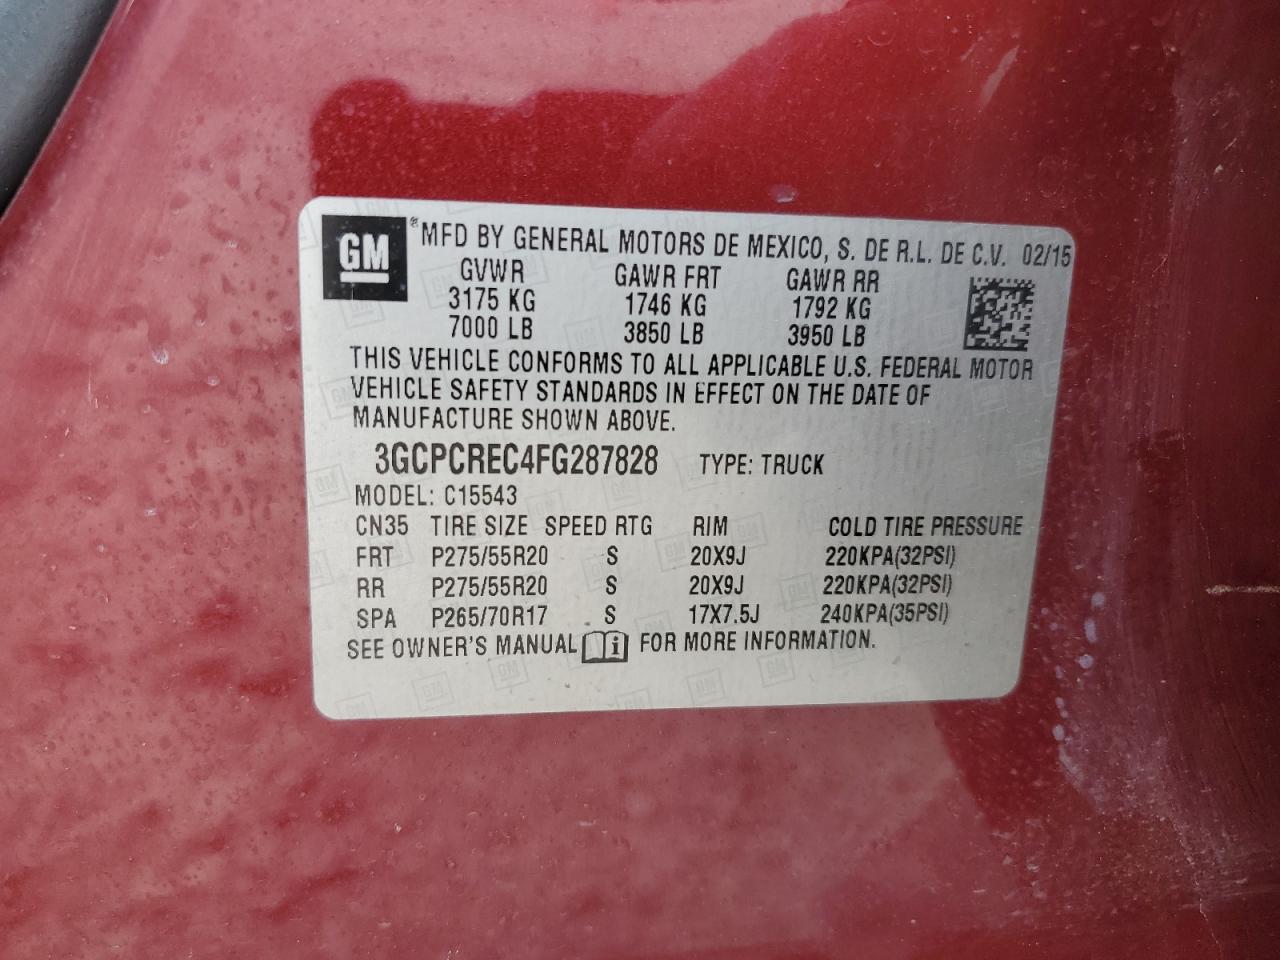 GM ® MFD BY GENERAL MOTORS DE MEXICO, S. DE R.L. DE C.V. 02/15
GVWR GAWR FRT GAWR RR
3175 KG 1746 KG 1792 KG
7000 LB 3850 LB 3950 LB
THIS VEHICLE CONFORMS TO ALL APPLICABLE U.S. FEDERAL MOTOR
VEHICLE SAFETY STANDARDS IN EFFECT ON THE DATE OF
MANUFACTURE SHOWN ABOVE.
3GCPCREC4FG287828 TYPE: TRUCK
MODEL: C15543
CN35 TIRE SIZE SPEED RTG RIM COLD TIRE PRESSURE
FRT P275/55R20 S 20X9J 220KPA(32PSI)
RR P275/55R20 S 20X9J 220KPA(32PSI)
SPA P265/70R17 S 17X7.5J 240KPA(35PSI)
SEE OWNER'S MANUAL i FOR MORE INFORMATION.